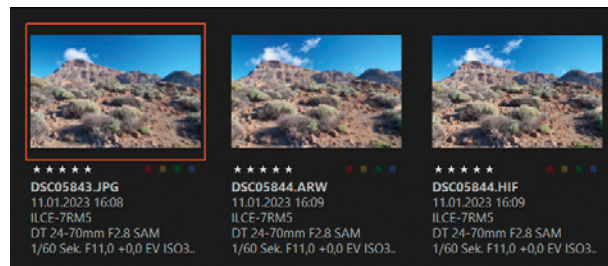 DSC05843.JPG
11.01.2023 16:08
ILCE-7RM5
DT 24-70mm F2.8 SAM
1/60 Sek. F11,0 +0,0 EV ISO3..
DSC05844.ARW
11.01.2023 16:09
ILCE-7RM5
DT 24-70mm F2.8 SAM
1/60 Sek. F11,0 +0,0 EV ISO3..
DSC05844.HIF
11.01.2023 16:09
ILCE-7RM5
DT 24-70mm F2.8 SAM
1/60 Sek. F11,0 +0,0 EV ISO3..